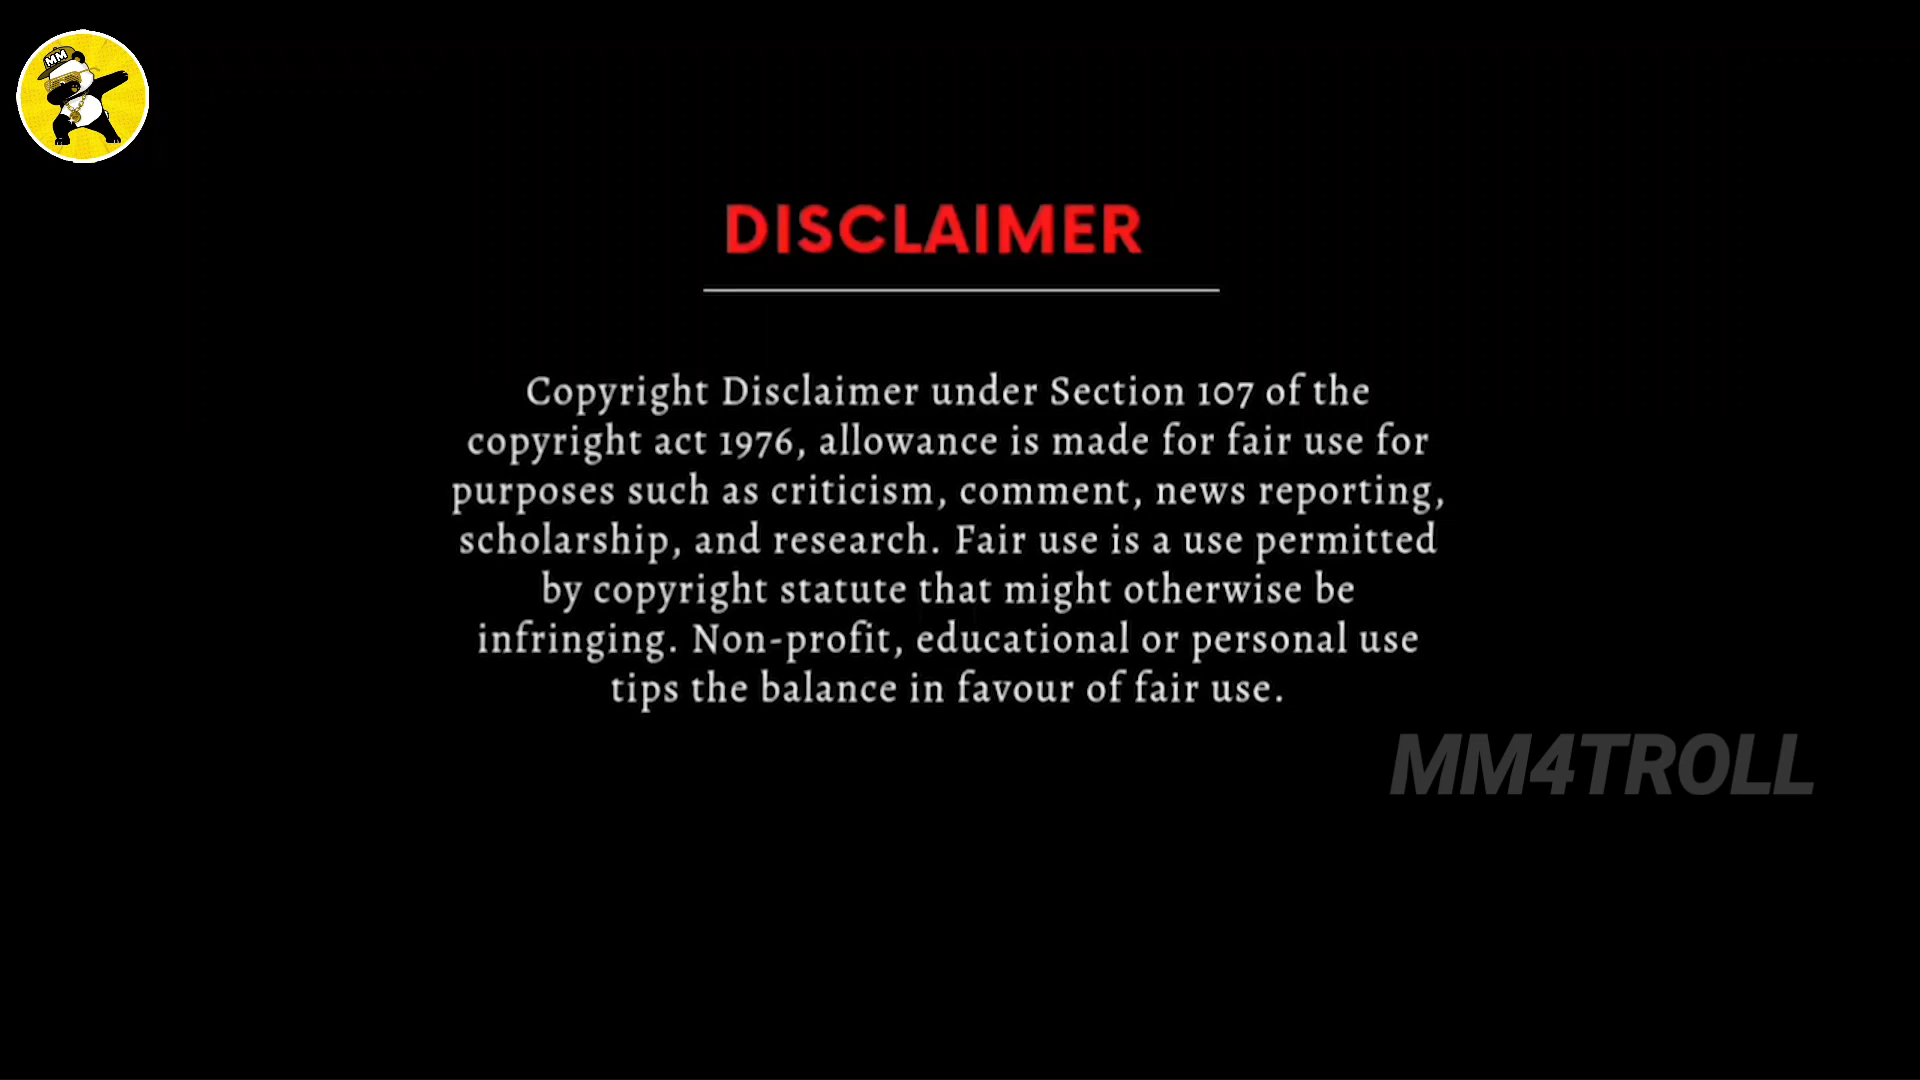 MM
DISCLAIMER
Copyright Disclaimer under Section 107 of the
copyright act 1976, allowance is made for fair use for
purposes such as criticism, comment, news reporting,
scholarship, and research. Fair use is a use permitted
by copyright statute that might otherwise be
infringing. Non-profit, educational or personal use
tips the balance in favour of fair use.
MM4TROLL